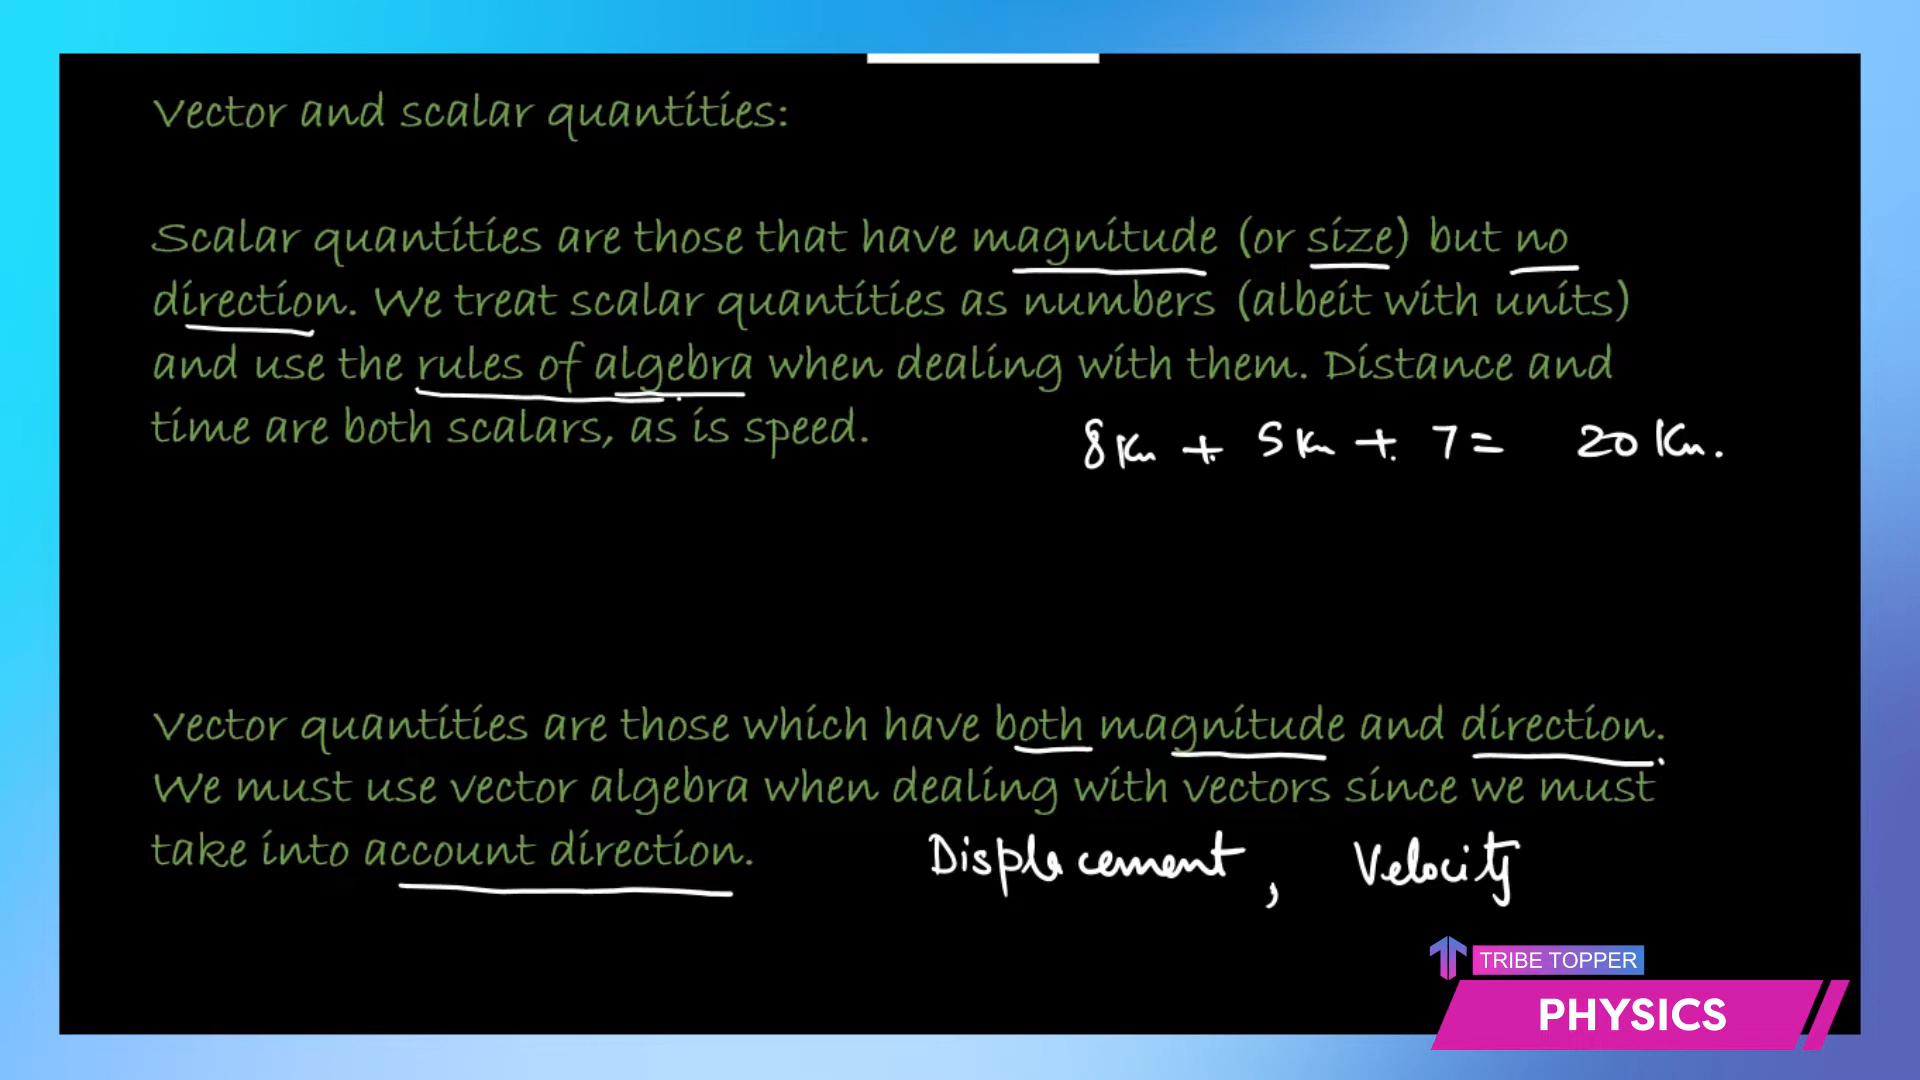 Vector and scalar quantities:
Scalar quantities are those that have magnitude (or size) but no
direction. We treat scalar quantities as numbers (albeit with units)
and use the rules of algebra when dealing with them. Distance and
time are both scalars, as is speed.
8 Km + 5 Km + 7 = 20 Km.
Vector quantities are those which have both magnitude and direction.
We must use vector algebra when dealing with vectors since we must
take into account direction.
Displacement, Velocity
TRIBE TOPPER
PHYSICS